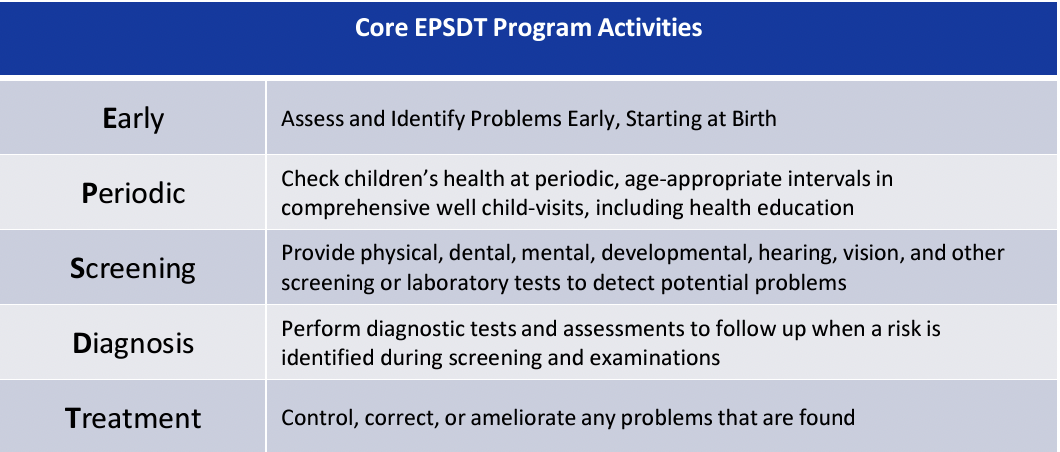 Core EPSDT Program Activities
Early
Assess and Identify Problems Early, Starting at Birth
Periodic
Check children’s health at periodic, age-appropriate intervals in
comprehensive well child-visits, including health education
Screening
Provide physical, dental, mental, developmental, hearing, vision, and other
screening or laboratory tests to detect potential problems
Diagnosis
Perform diagnostic tests and assessments to follow up when a risk is
identified during screening and examinations
Treatment
Control, correct, or ameliorate any problems that are found